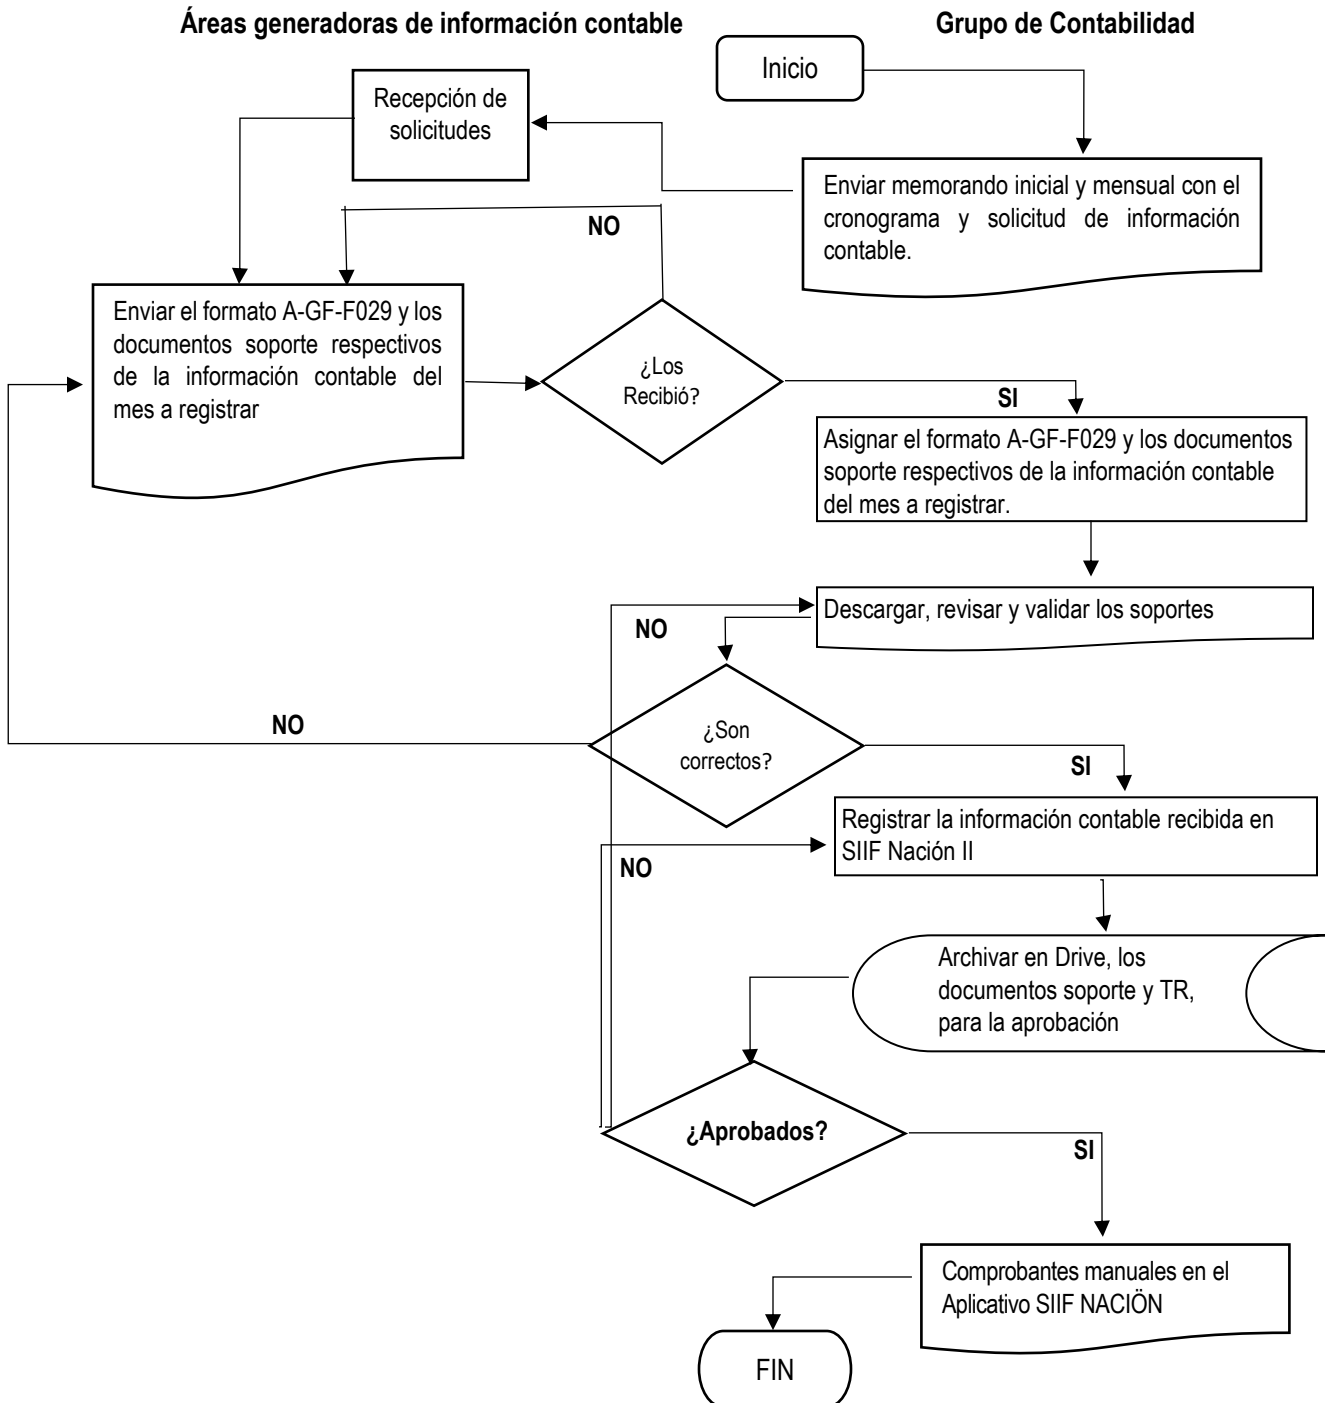 Áreas generadoras de información contable
Grupo de Contabilidad
Inicio
Recepción de
solicitudes
Enviar memorando inicial y mensual con el
cronograma y solicitud de información
contable.
NO
Enviar el formato A-GF-F029 y los
documentos soporte respectivos
de la información contable del
mes a registrar
¿Los
Recibió?
SI
Asignar el formato A-GF-F029 y los documentos
soporte respectivos de la información contable
del mes a registrar.
Descargar, revisar y validar los soportes
NO
NO
¿Son
correctos?
SI
Registrar la información contable recibida en
SIIF Nación II
NO
Archivar en Drive, los
documentos soporte y TR,
para la aprobación
¿Aprobados?
SI
Comprobantes manuales en el
Aplicativo SIIF NACIÖN
FIN